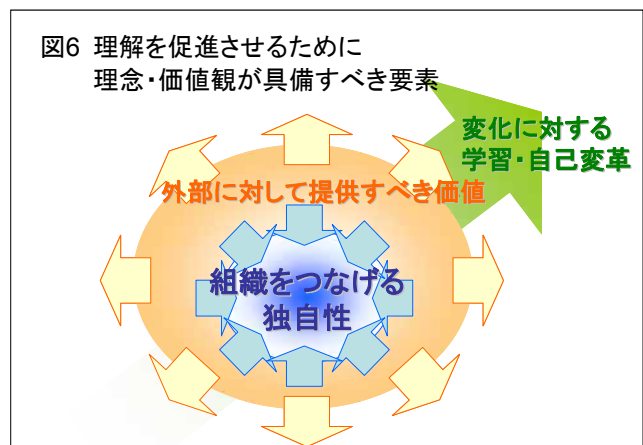 図6 理解を促進させるために
理念・価値観が具備すべき要素
変化に対する
学習・自己変革
外部に対して提供すべき価値
組織をつなげる
独自性